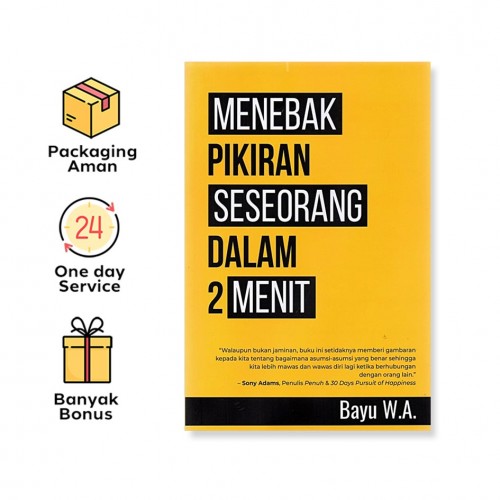 Packaging
Aman
24
One day
Service
Banyak
Bonus
MENEBAK
PIKIRAN
SESEORANG
DALAM
2 MENIT
"Walaupun bukan jaminan, buku ini setidaknya memberi gambaran
kepada kita tentang bagaimana asumsi-asumsi yang benar sehingga
kita lebih mawas dan wawas diri lagi ketika berhubungan
dengan orang lain."
– Sony Adams, Penulis Penuh & 30 Days Pursuit of Happiness
Bayu W.A.